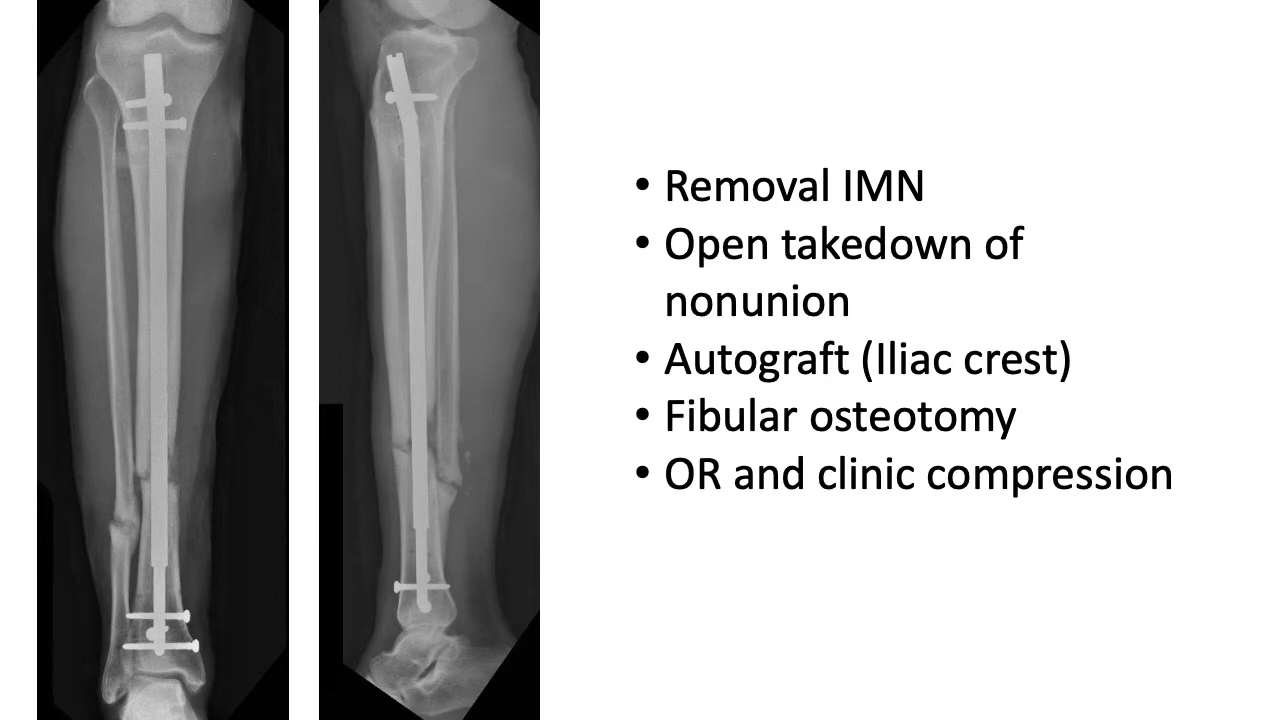 • Removal IMN
• Open takedown of
nonunion
• Autograft (Iliac crest)
• Fibular osteotomy
• OR and clinic compression